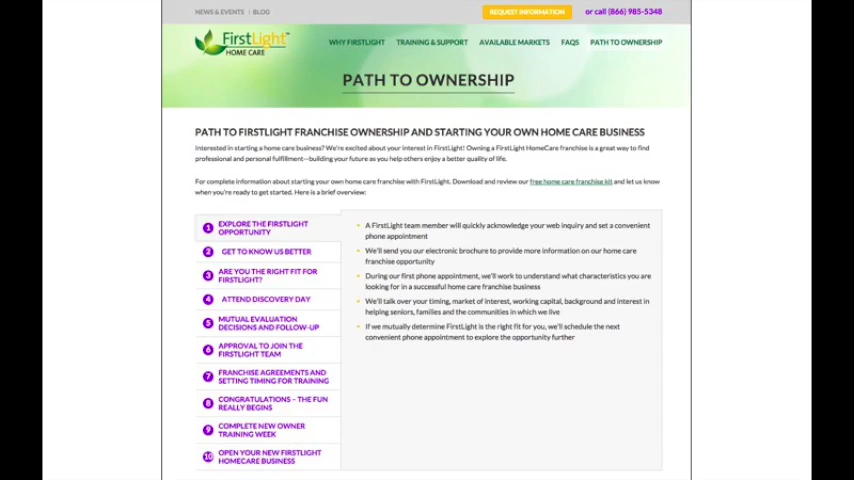 NEWS & EVENTS | BLOG
REQUEST INFORMATION
or call (866) 985-5348
FirstLight™
HOME CARE
WHY FIRSTLIGHT
TRAINING & SUPPORT
AVAILABLE MARKETS
FAQS
PATH TO OWNERSHIP
PATH TO OWNERSHIP
PATH TO FIRSTLIGHT FRANCHISE OWNERSHIP AND STARTING YOUR OWN HOME CARE BUSINESS
Interested in starting a home care business? We're excited about your interest in FirstLight! Owning a FirstLight HomeCare franchise is a great way to find
professional and personal fulfillment—building your future as you help others enjoy a better quality of life.
For complete information about starting your own home care franchise with FirstLight, Download and review our free home care franchise kit and let us know
when you're ready to get started. Here is a brief overview:
1 EXPLORE THE FIRSTLIGHT
OPPORTUNITY
2 GET TO KNOW US BETTER
3 ARE YOU THE RIGHT FIT FOR
FIRSTLIGHT?
4 ATTEND DISCOVERY DAY
5 MUTUAL EVALUATION
DECISIONS AND FOLLOW-UP
6 APPROVAL TO JOIN THE
FIRSTLIGHT TEAM
7 FRANCHISE AGREEMENTS AND
SETTING TIMING FOR TRAINING
8 CONGRATULATIONS – THE FUN
REALLY BEGINS
9 COMPLETE NEW OWNER
TRAINING WEEK
10 OPEN YOUR NEW FIRSTLIGHT
HOMECARE BUSINESS
A FirstLight team member will quickly acknowledge your web inquiry and set a convenient
phone appointment
We'll send you our electronic brochure to provide more information on our home care
franchise opportunity
During our first phone appointment, we'll work to understand what characteristics you are
looking for in a successful home care franchise business
We'll talk over your timing, market of interest, working capital, background and interest in
helping seniors, families and the communities in which we live
If we mutually determine FirstLight is the right fit for you, we'll schedule the next
convenient phone appointment to explore the opportunity further